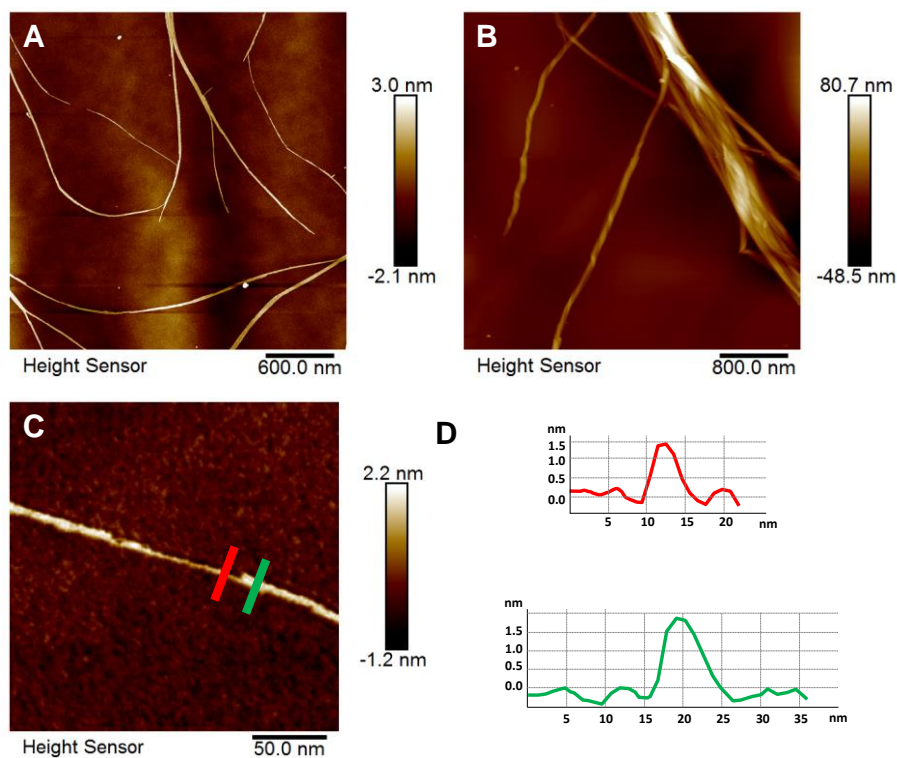 A
3.0 nm
-2.1 nm
Height Sensor
600.0 nm
B
80.7 nm
-48.5 nm
Height Sensor
800.0 nm
C
2.2 nm
-1.2 nm
Height Sensor
50.0 nm
D
nm
1.5
1.0
0.5
0.0
5 10 15 20 nm
nm
1.5
1.0
0.5
0.0
5 10 15 20 25 30 35 nm